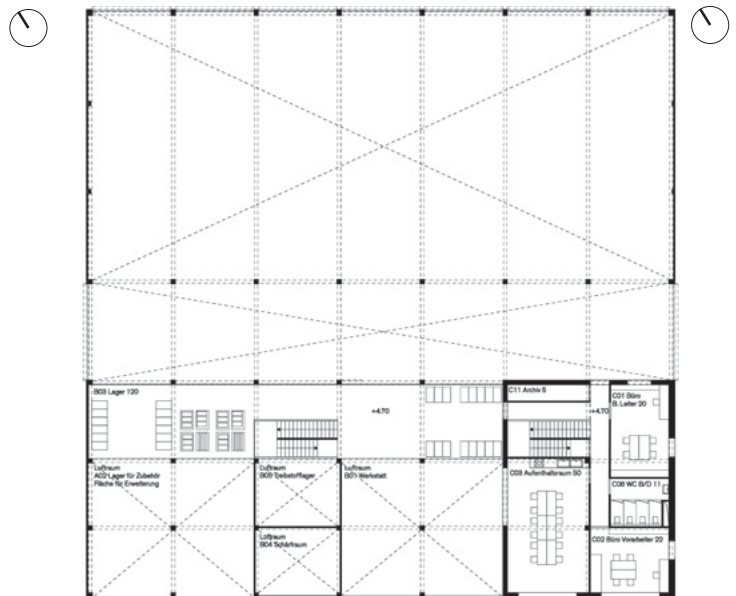 B03 Lager 120
C11 Archiv 5
C01 Büro
B. Leiter 20
+4.70
+4.70
Luftraum
A02 Lager für Zubehör
Fläche für Erweiterung
Luftraum
B05 Treibstofflager
Luftraum
B01 Werkstatt
C03 Aufenthaltsraum 50
C06 WC B/D 11
Luftraum
B04 Schärfraum
C02 Büro Vorarbeiter 22